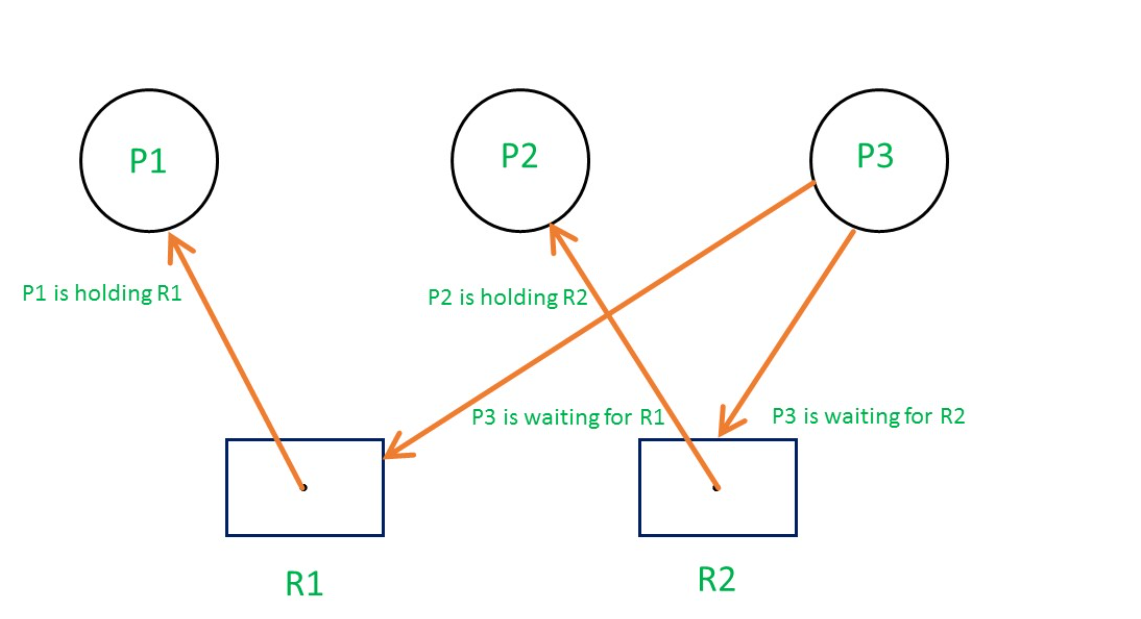 P1
P2
P3
P1 is holding R1
P2 is holding R2
P3 is waiting for R1
P3 is waiting for R2
R1
R2